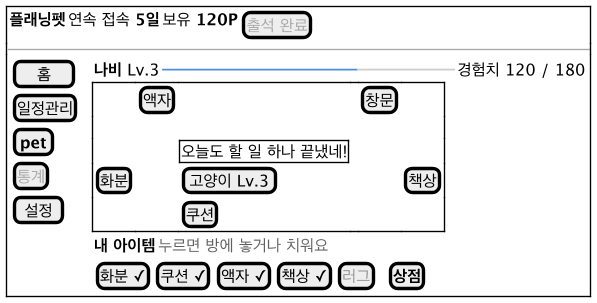 플래닝펫 연속 접속 5일 보유 120P 출석 완료
홈
일정관리
pet
통계
설정
나비 Lv.3 경험치 120 / 180
액자 창문
오늘도 할 일 하나 끝냈네!
화분 고양이 Lv.3 책상
쿠션
내 아이템 누르면 방에 놓거나 치워요
화분 ✓ 쿠션 ✓ 액자 ✓ 책상 ✓ 러그 상점